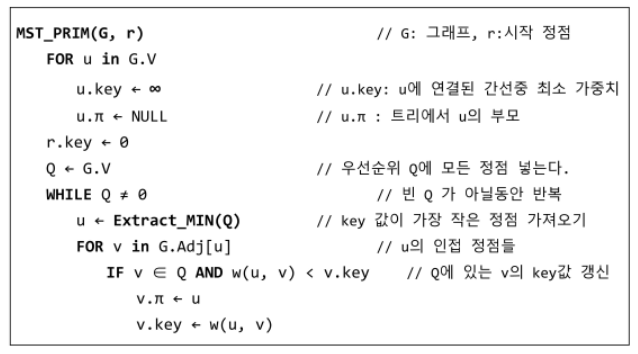 MST_PRIM(G, r) // G: 그래프, r:시작 정점
FOR u in G.V
u.key ← ∞ // u.key: u에 연결된 간선중 최소 가중치
u.π ← NULL // u.π : 트리에서 u의 부모
r.key ← 0
Q ← G.V // 우선순위 Q에 모든 정점 넣는다.
WHILE Q ≠ 0 // 빈 Q 가 아닐동안 반복
u ← Extract_MIN(Q) // key 값이 가장 작은 정점 가져오기
FOR v in G.Adj[u] // u의 인접 정점들
IF v ∈ Q AND w(u, v) < v.key // Q에 있는 v의 key값 갱신
v.π ← u
v.key ← w(u, v)